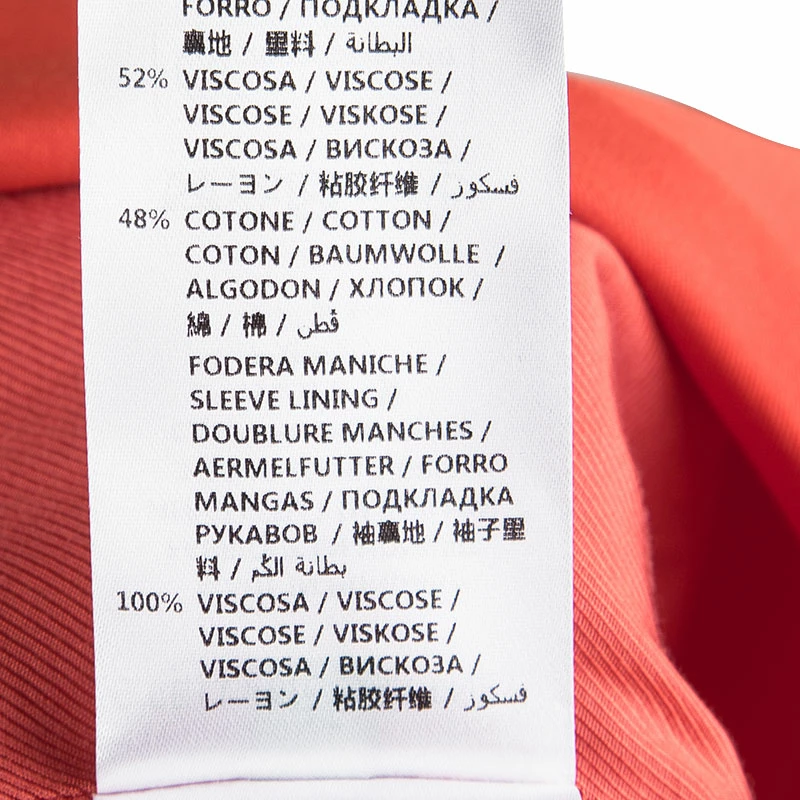 FORRO / ПОДКЛАДКА /
裏地 / 里料 / البطانة
52% VISCOSA / VISCOSE /
VISCOSE / VISKOSE /
VISCOSA / ВИСКОЗА /
レーヨン / 粘胶纤维 / فسكوز
48% COTONE / COTTON /
COTON / BAUMWOLLE /
ALGODON / ХЛОПОК /
綿 / 棉 / قطن
FODERA MANICHE /
SLEEVE LINING /
DOUBLURE MANCHES /
AERMELFUTTER / FORRO
MANGAS / ПОДКЛАДКА
РУКАВОВ / 袖裏地 / 袖子里
料 / بطانة الكُم
100% VISCOSA / VISCOSE /
VISCOSE / VISKOSE /
VISCOSA / ВИСКОЗА /
レーヨン / 粘胶纤维 / فسكوز